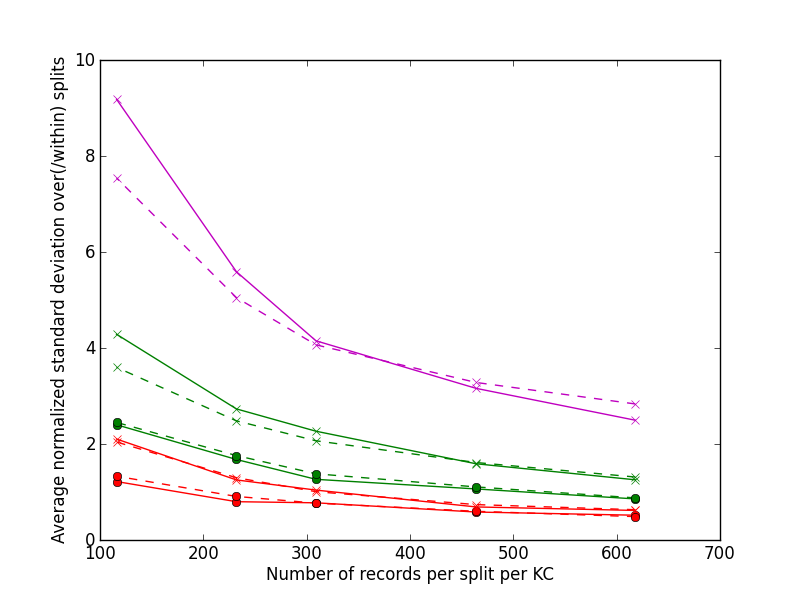 Average normalized standard deviation over(/within) splits
10
8
6
4
2
0
100 200 300 400 500 600 700
Number of records per split per KC